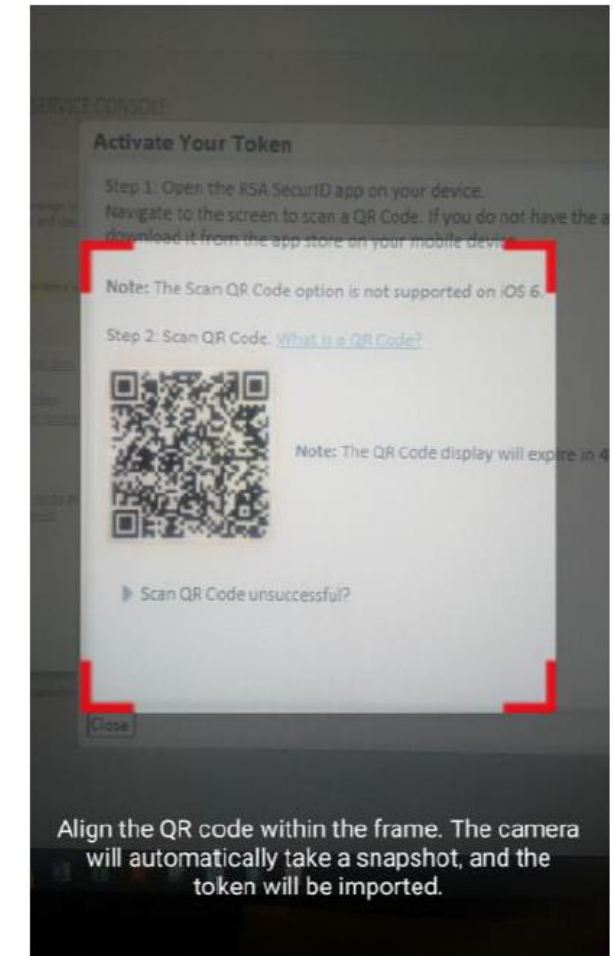 SERVICE CONSOLE
Activate Your Token
Step 1: Open the RSA SecurID app on your device.
Navigate to the screen to scan a QR Code. If you do not have the a
download it from the app store on your mobile device.
Note: The Scan QR Code option is not supported on iOS 6.
Step 2: Scan QR Code. What is a QR Code?
Note: The QR Code display will expire in 4
Scan QR Code unsuccessful?
Close
Align the QR code within the frame. The camera
will automatically take a snapshot, and the
token will be imported.